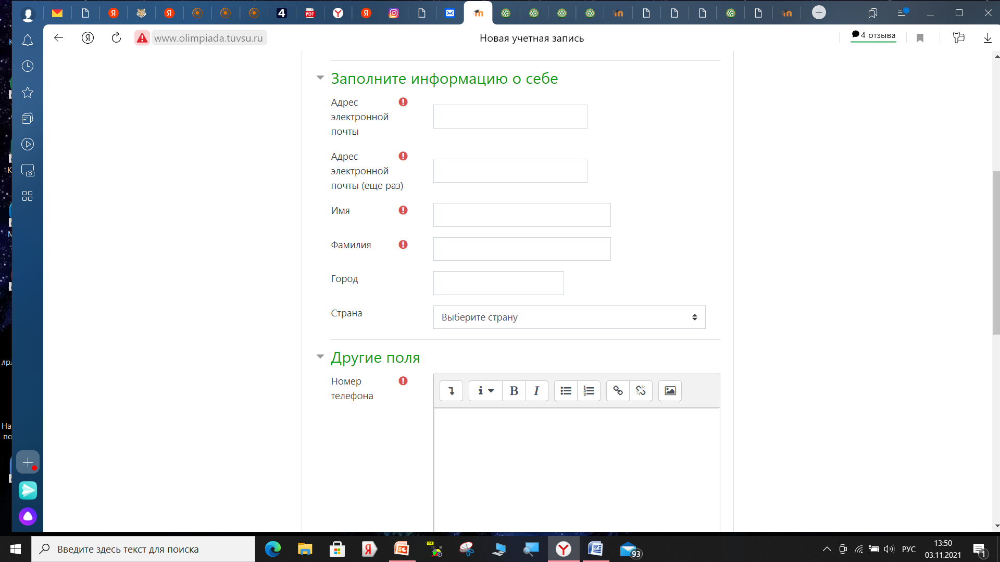 www.olimpiada.tuvsu.ru
Новая учетная запись
4 отзыва
Заполните информацию о себе
Адрес
электронной
почты
Адрес
электронной
почты (еще раз)
Имя
Фамилия
Город
Страна
Выберите страну
Другие поля
Номер
телефона
Введите здесь текст для поиска
93
РУС
13:50
03.11.2021
1